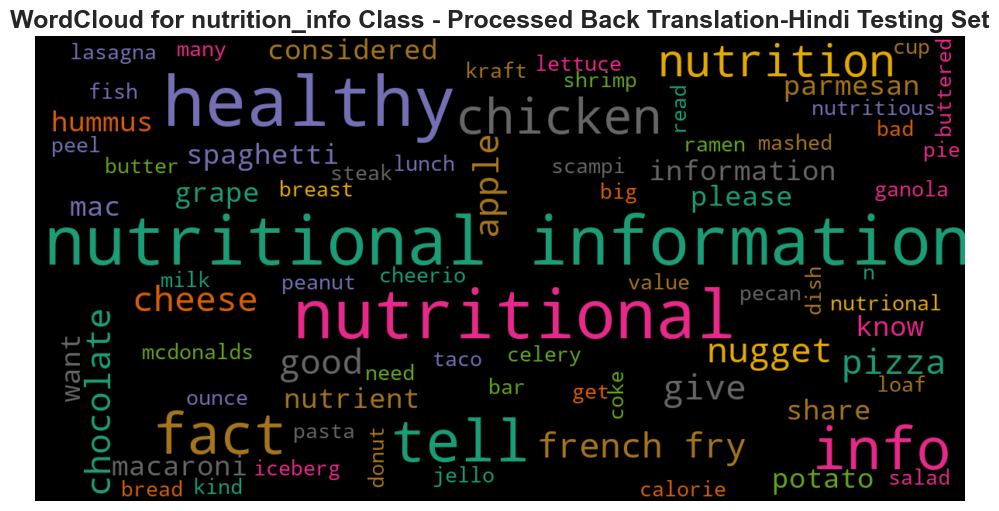 WordCloud for nutrition_info Class - Processed Back Translation-Hindi Testing Set
lasagna
many
considered
kraft
lettuce
shrimp
nutrition
cup
buttered
fish
healthy
chicken
read
parmesan
nutritious
hummus
bad
peel
butter
spaghetti
steak
lunch
apple
scampi
ramen
mashed
pie
information
grape
breast
big
please
ganola
mac
nutritional information
milk
peanut
cheerio
value
pecan
dish
n
nutrional
cheese
nutritional
know
want
chocolate
mcdonalds
good
need
taco
celery
nugget
pizza
ounce
nutrient
bar
get
coke
give
loaf
share
fact
pasta
tell
french fry
info
macaroni
iceberg
donut
jello
potato
salad
bread
kind
calorie